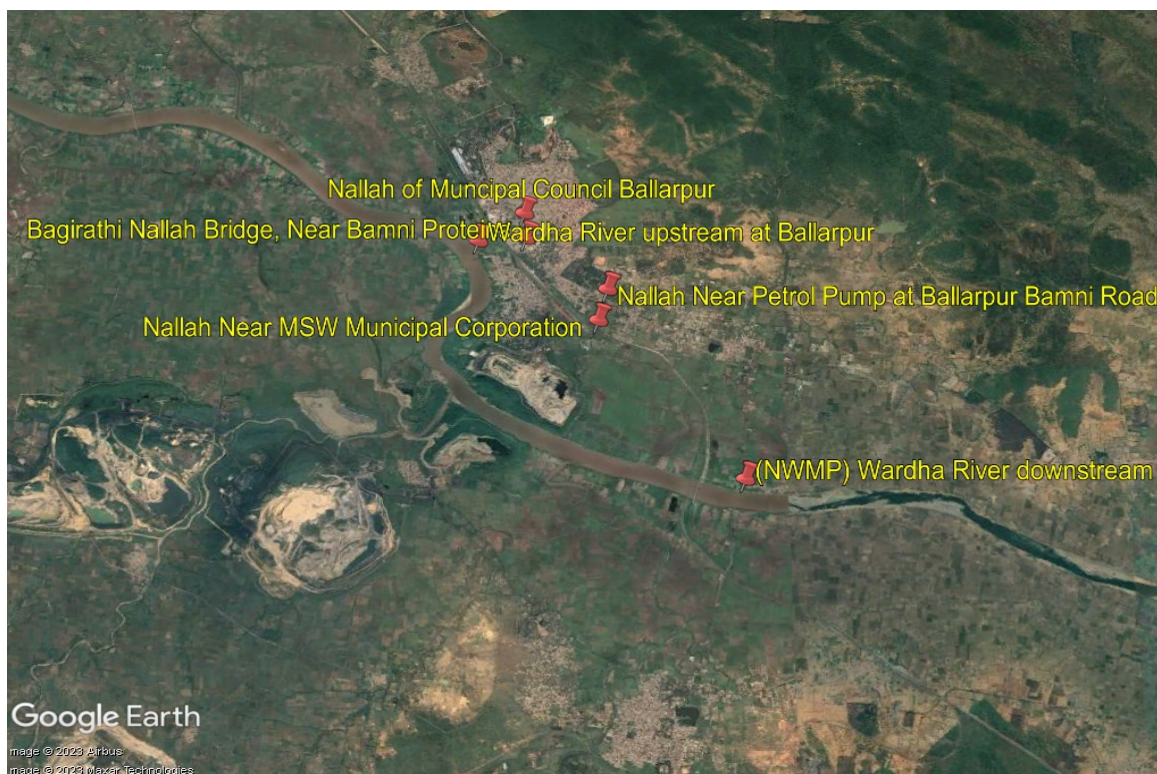 Nallah of Muncipal Council Ballarpur
Bagirathi Nallah Bridge, Near Bamni Protein
Wardha River upstream at Ballarpur
Nallah Near Petrol Pump at Ballarpur Bamni Road
Nallah Near MSW Municipal Corporation
(NWMP) Wardha River downstream
Google Earth
mage © 2023 Airbus
mage © 2023 Maxar Technologies